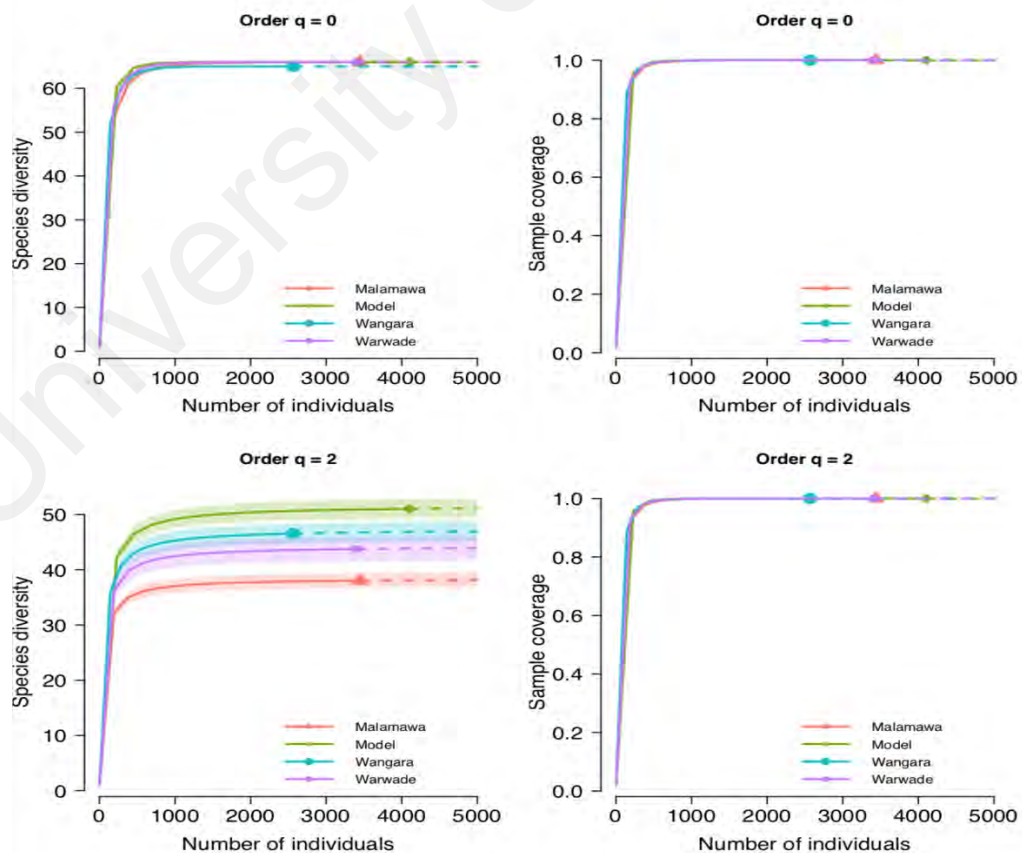 Order q = 0
Species diversity
60
50
40
30
20
10
0
Malamawa
Model
Wangara
Warwade
0 1000 2000 3000 4000 5000
Number of individuals
Order q = 0
Sample coverage
1.0
0.8
0.6
0.4
0.2
0.0
Malamawa
Model
Wangara
Warwade
0 1000 2000 3000 4000 5000
Number of individuals
Order q = 2
Species diversity
50
40
30
20
10
0
Malamawa
Model
Wangara
Warwade
0 1000 2000 3000 4000 5000
Number of individuals
Order q = 2
Sample coverage
1.0
0.8
0.6
0.4
0.2
0.0
Malamawa
Model
Wangara
Warwade
0 1000 2000 3000 4000 5000
Number of individuals
University